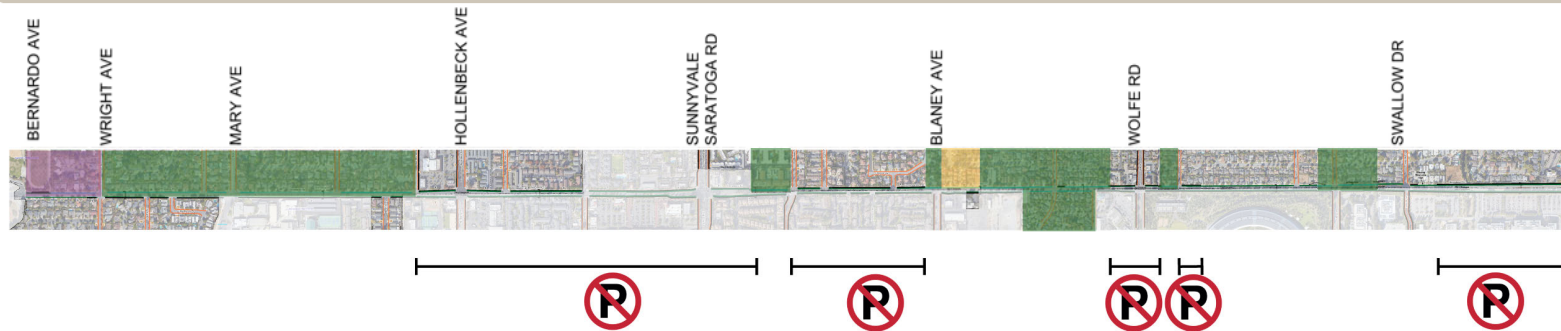 BERNARDO AVE
WRIGHT AVE
MARY AVE
HOLLENBECK AVE
SUNNYVALE
SARATOGA RD
BLANEY AVE
WOLFE RD
SWALLOW DR
P
P
P
P
P